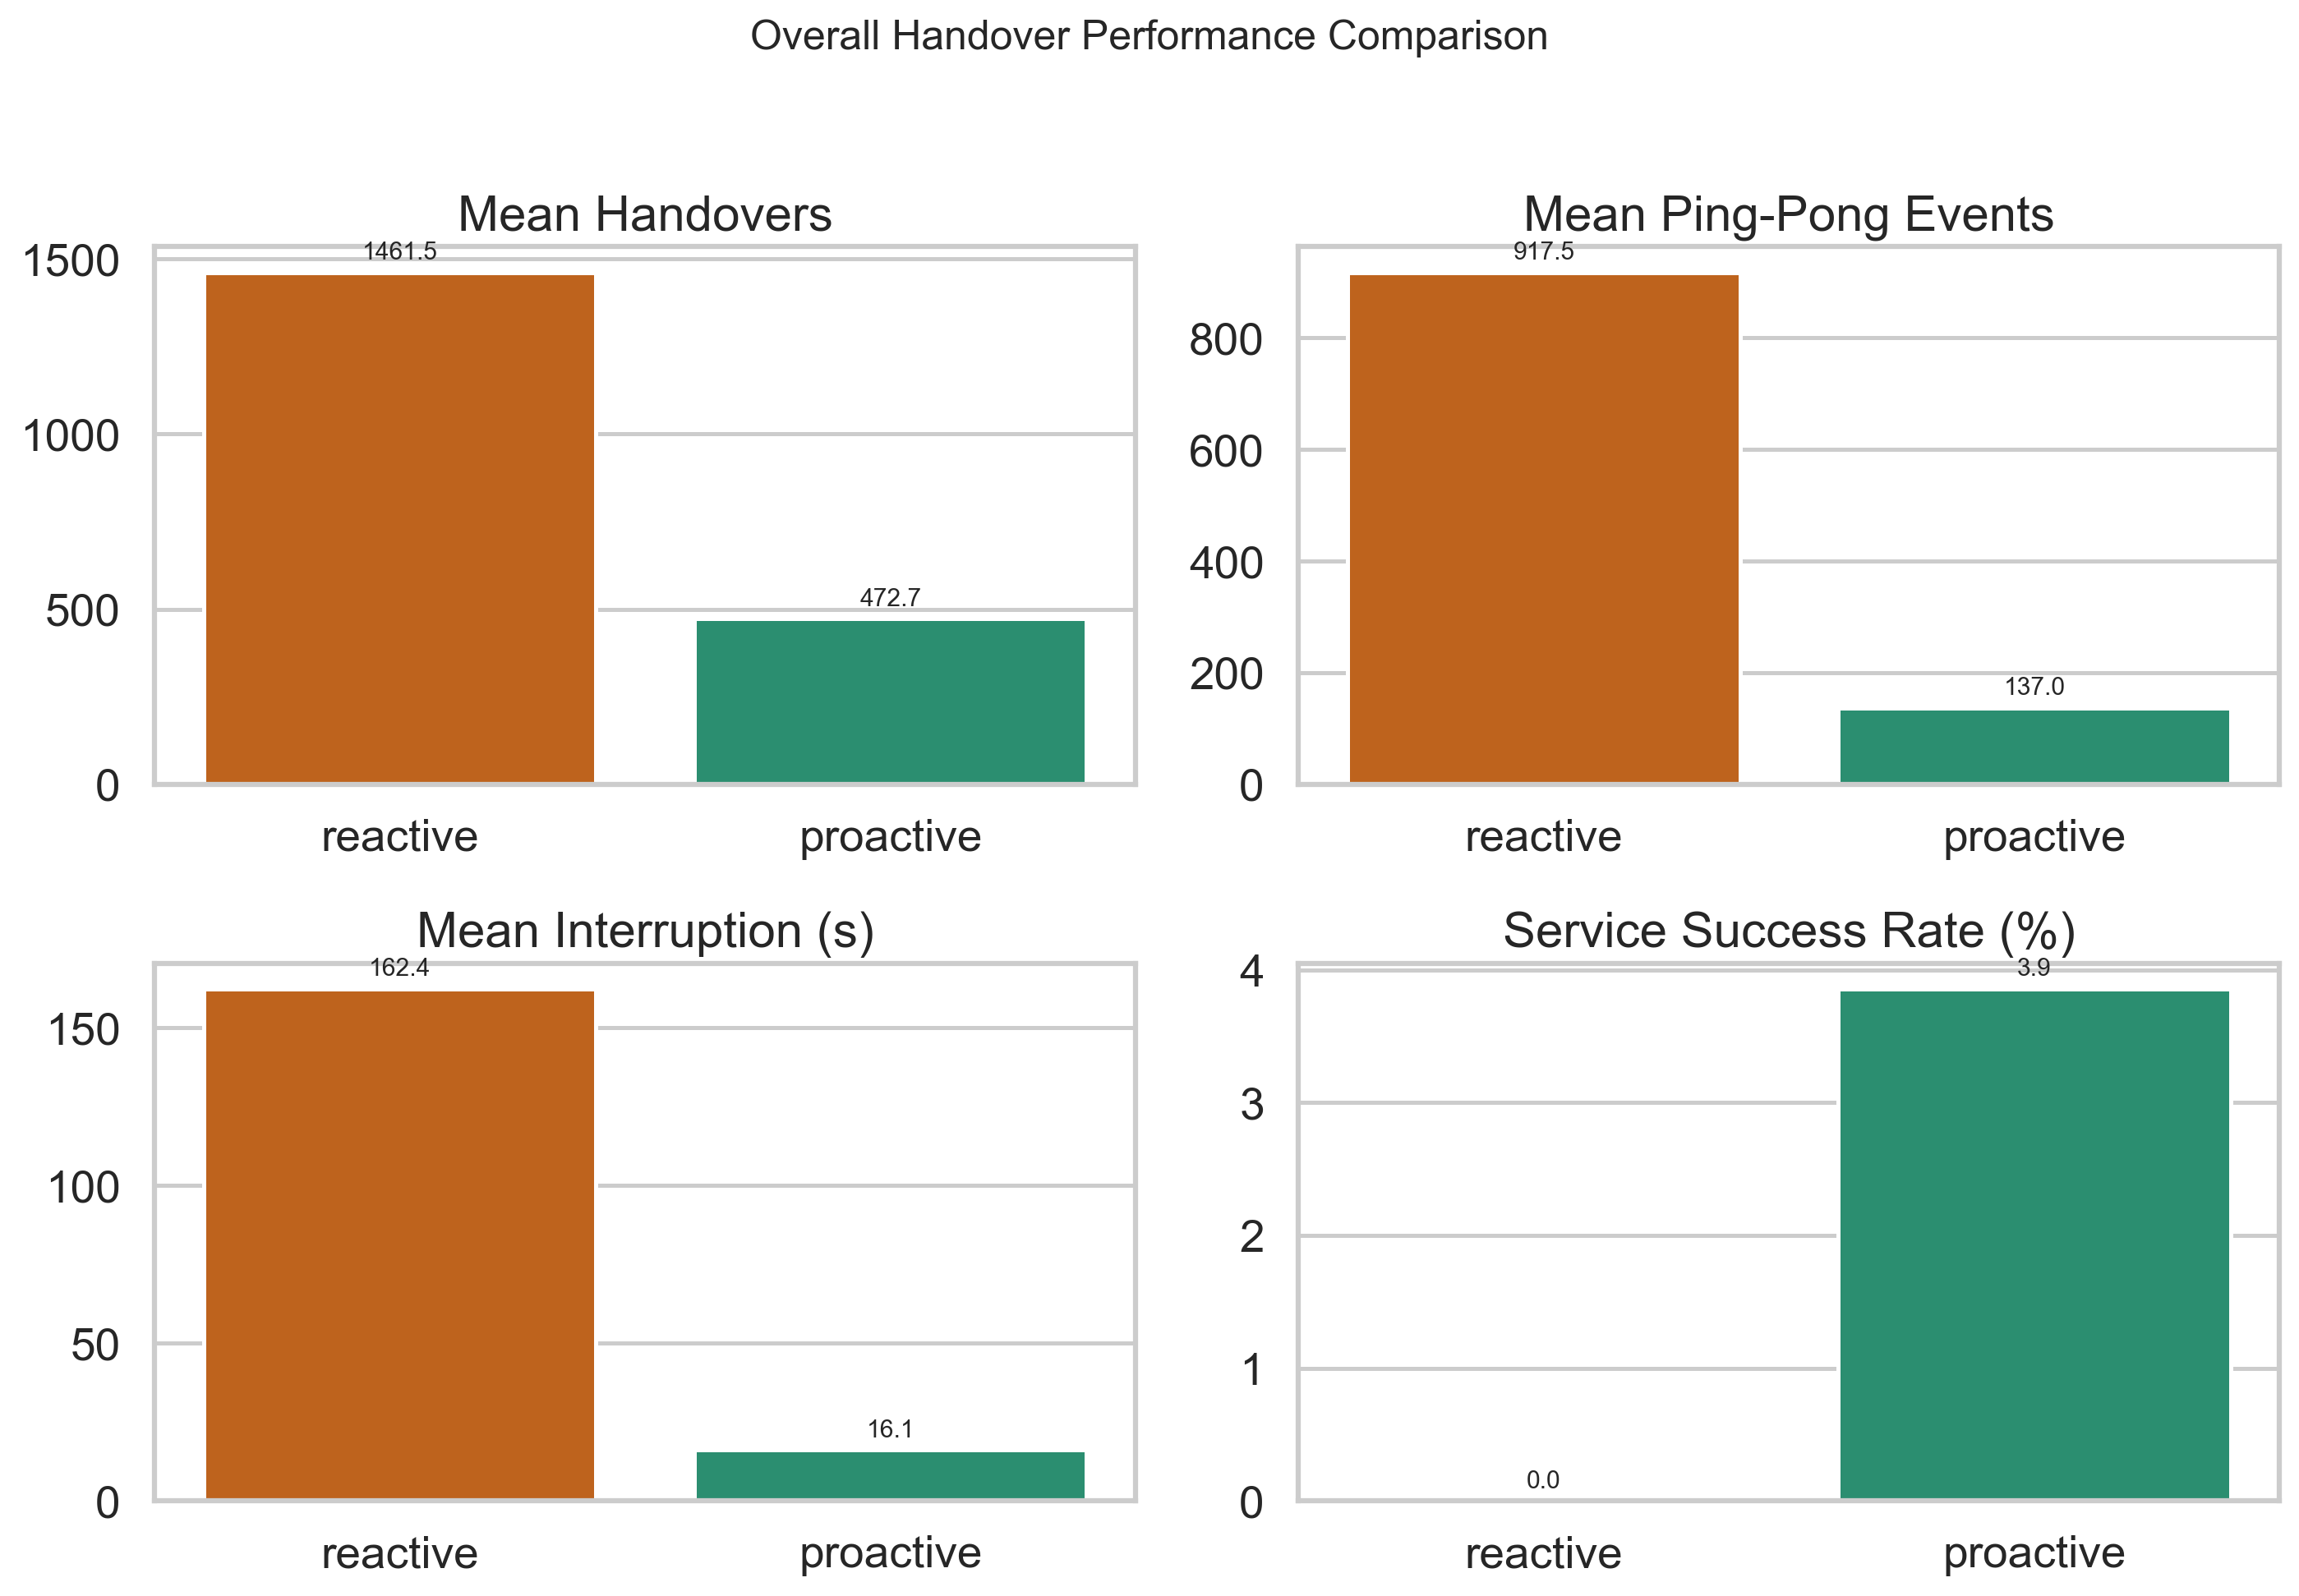 Overall Handover Performance Comparison
Mean Handovers
1500
1000
500
0
1461.5
472.7
reactive
proactive
Mean Ping-Pong Events
800
600
400
200
0
917.5
137.0
reactive
proactive
Mean Interruption (s)
150
100
50
0
162.4
16.1
reactive
proactive
Service Success Rate (%)
4
3
2
1
0
0.0
3.9
reactive
proactive